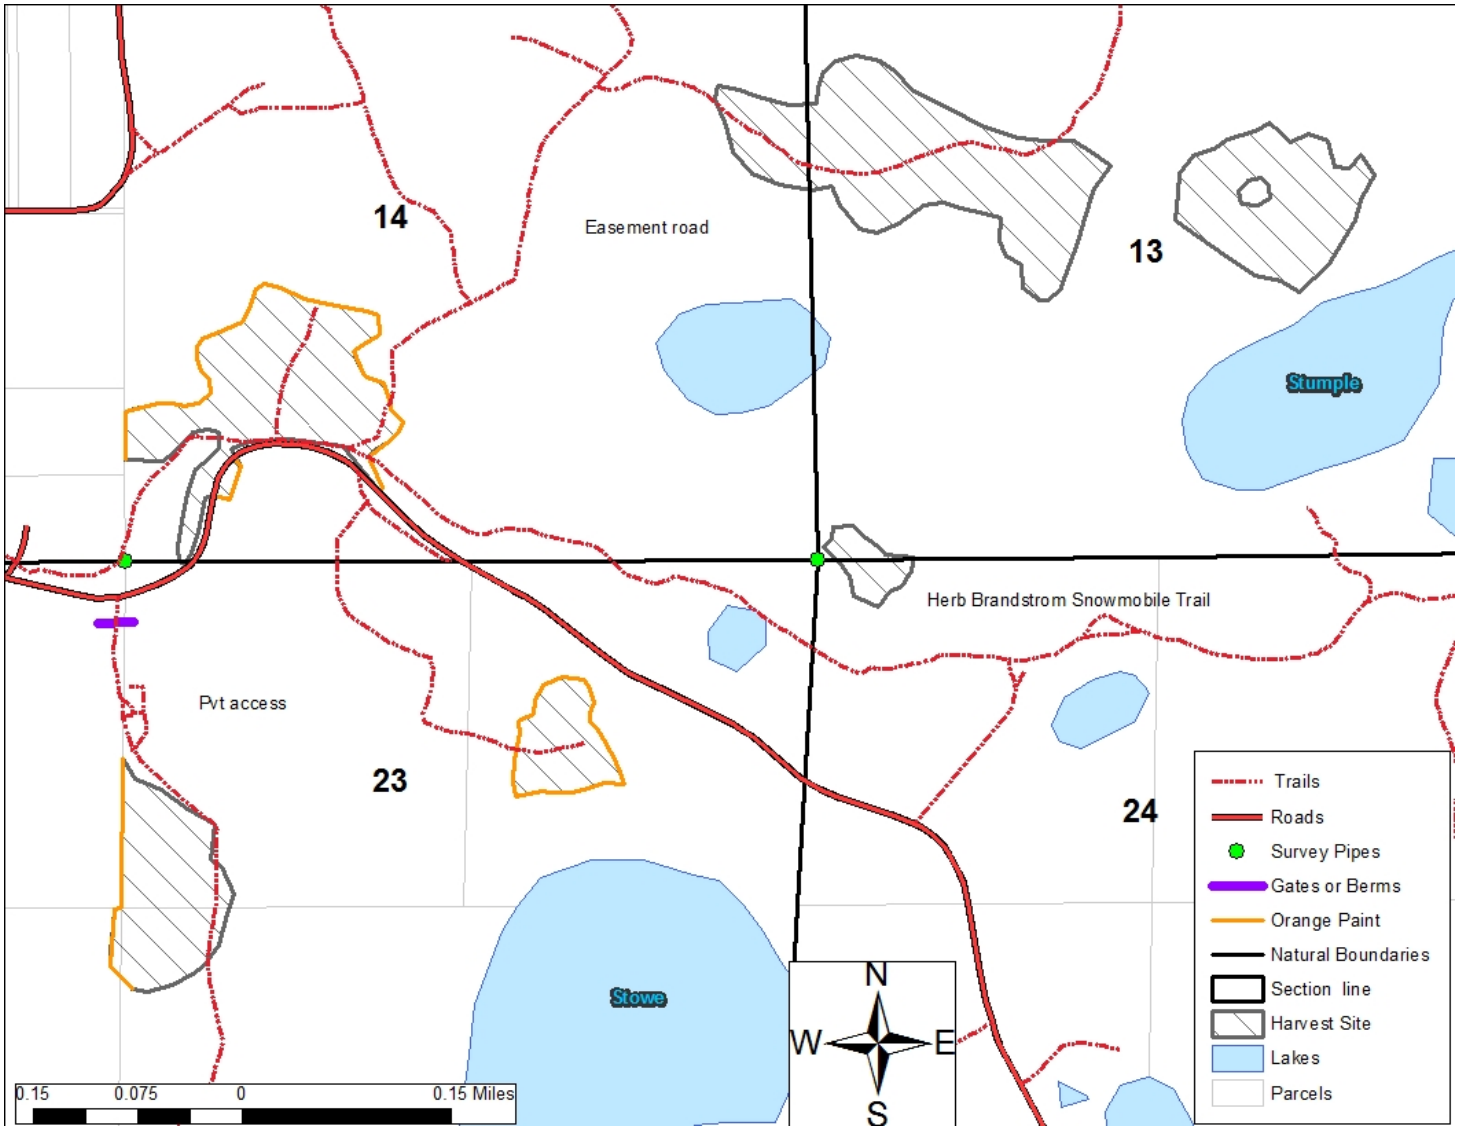 14
Easement road
13
Stumple
Herb Brandstrom Snowmobile Trail
Pvt access
23
24
Stowe
Trails
Roads
Survey Pipes
Gates or Berms
Orange Paint
Natural Boundaries
Section line
Harvest Site
Lakes
Parcels
N
W E
S
0.15 0.075 0 0.15 Miles